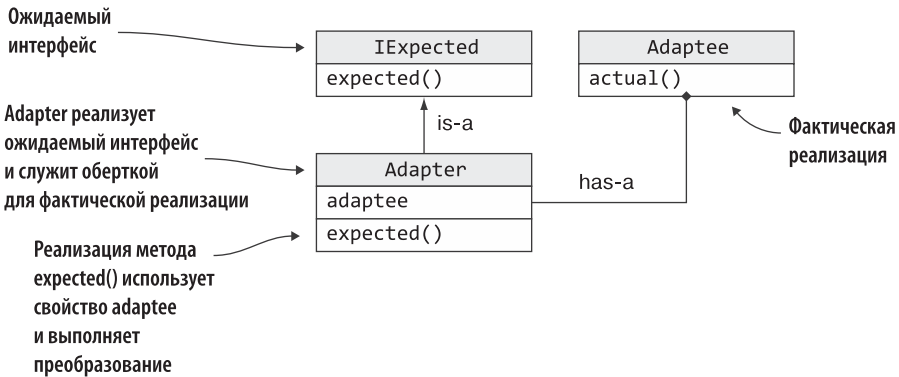 Ожидаемый
интерфейс
IExpected
expected()
Adaptee
actual()
is-a
Adapter реализует
ожидаемый интерфейс
и служит оберткой
для фактической реализации
Фактическая
реализация
Adapter
adaptee
expected()
has-a
Реализация метода
expected() использует
свойство adaptee
и выполняет
преобразование